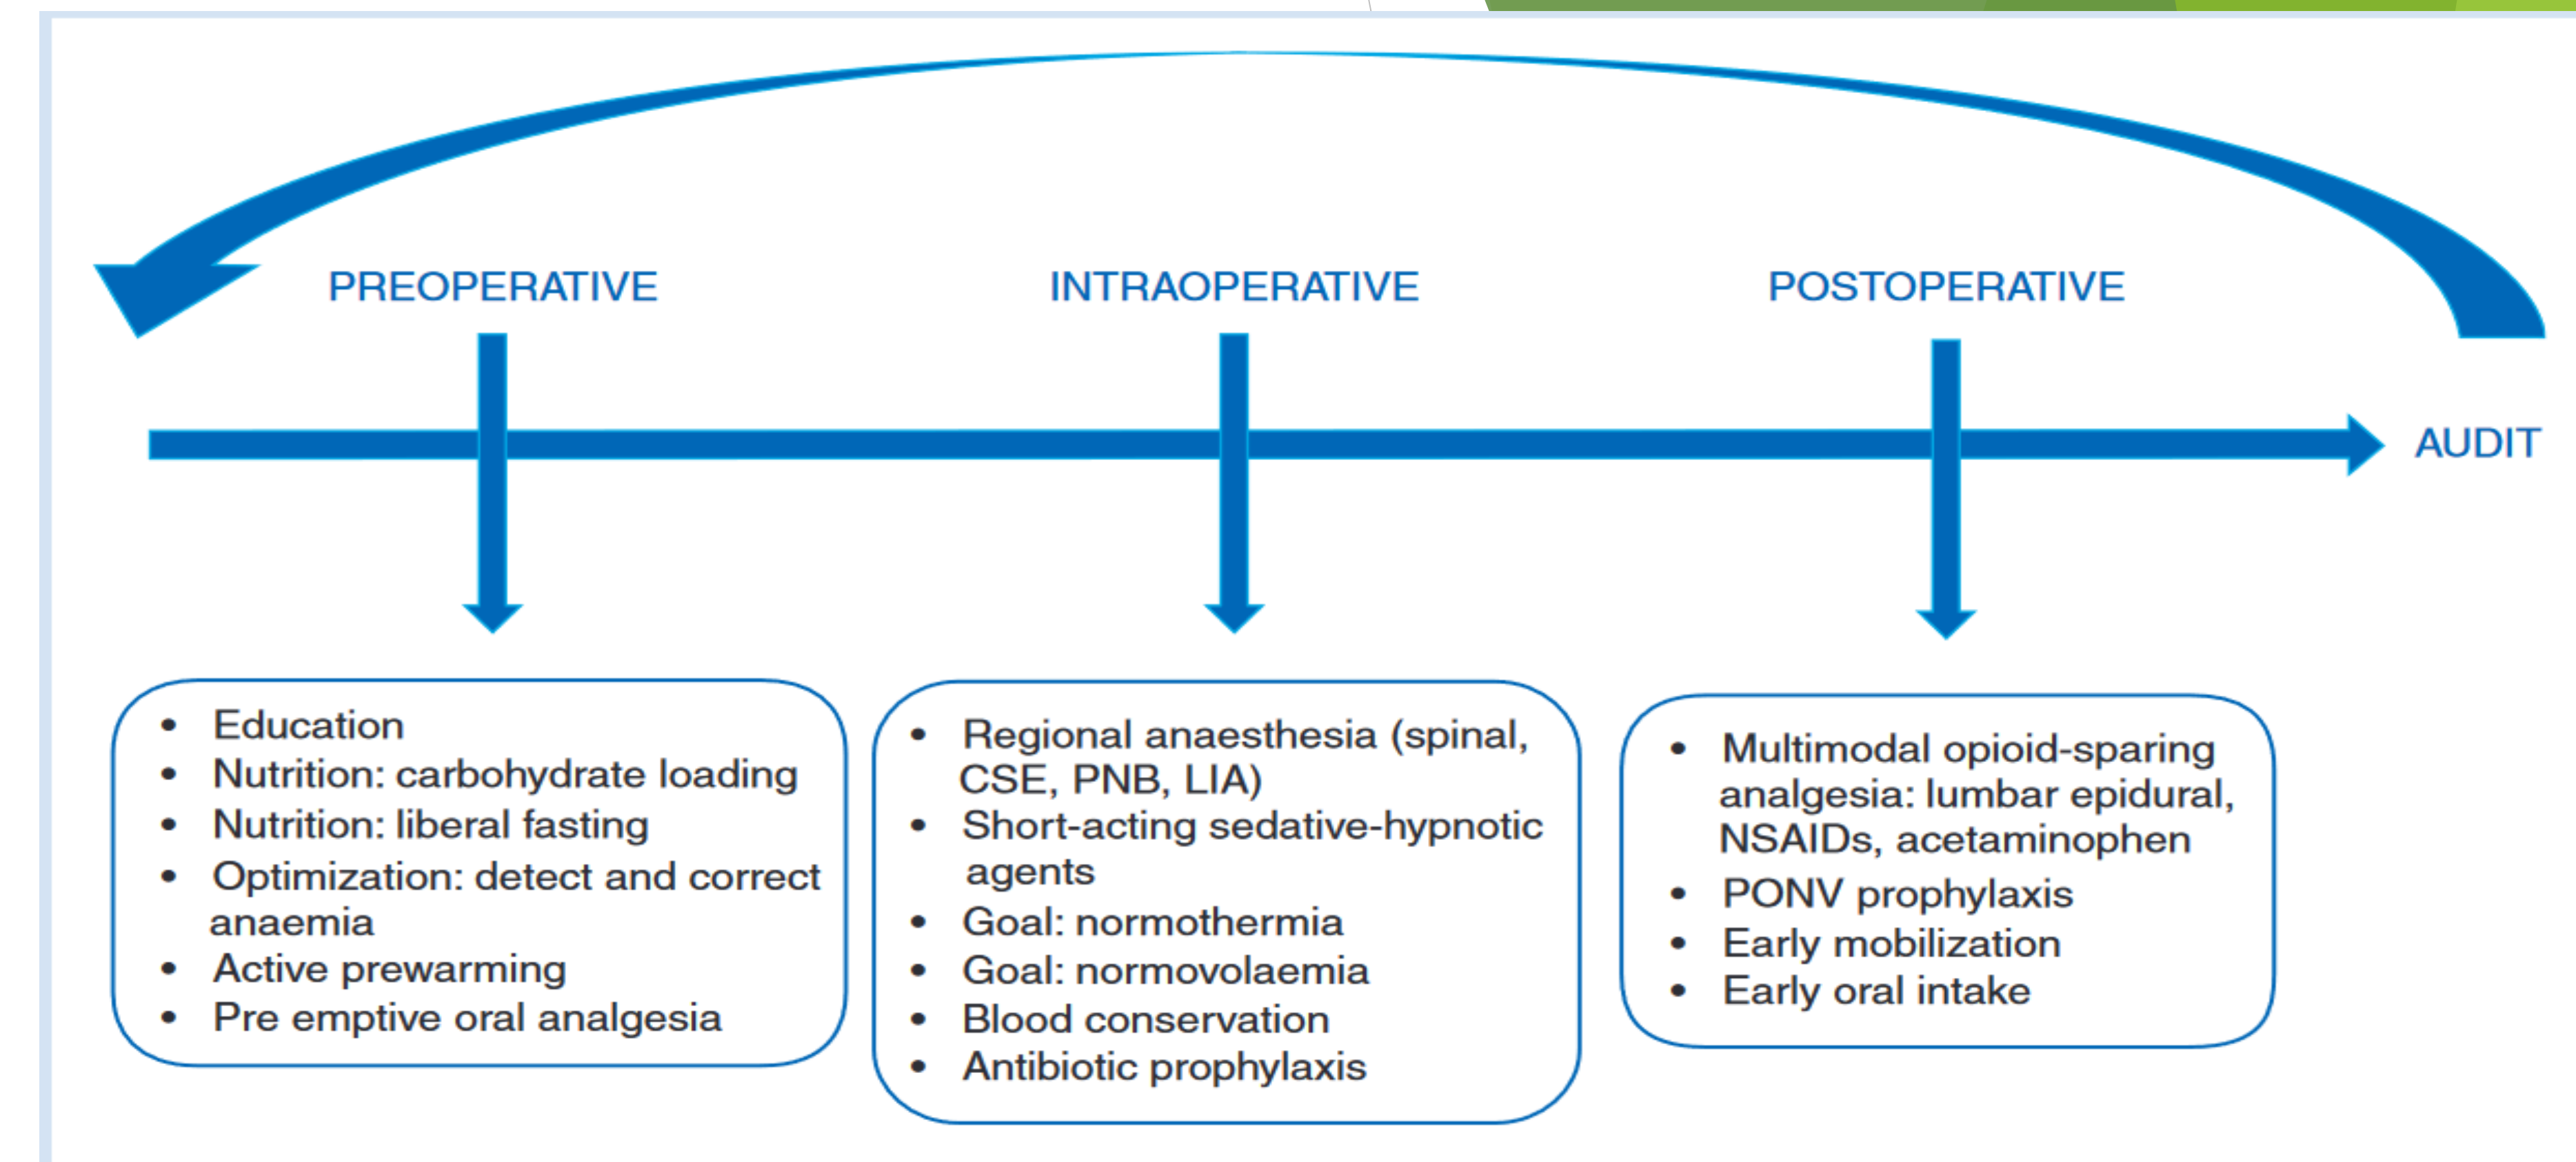 PREOPERATIVE
INTRAOPERATIVE
POSTOPERATIVE
AUDIT
• Education
• Nutrition: carbohydrate loading
• Nutrition: liberal fasting
• Optimization: detect and correct
anaemia
• Active prewarming
• Pre emptive oral analgesia
• Regional anaesthesia (spinal,
CSE, PNB, LIA)
• Short-acting sedative-hypnotic
agents
• Goal: normothermia
• Goal: normovolaemia
• Blood conservation
• Antibiotic prophylaxis
• Multimodal opioid-sparing
analgesia: lumbar epidural,
NSAIDs, acetaminophen
• PONV prophylaxis
• Early mobilization
• Early oral intake